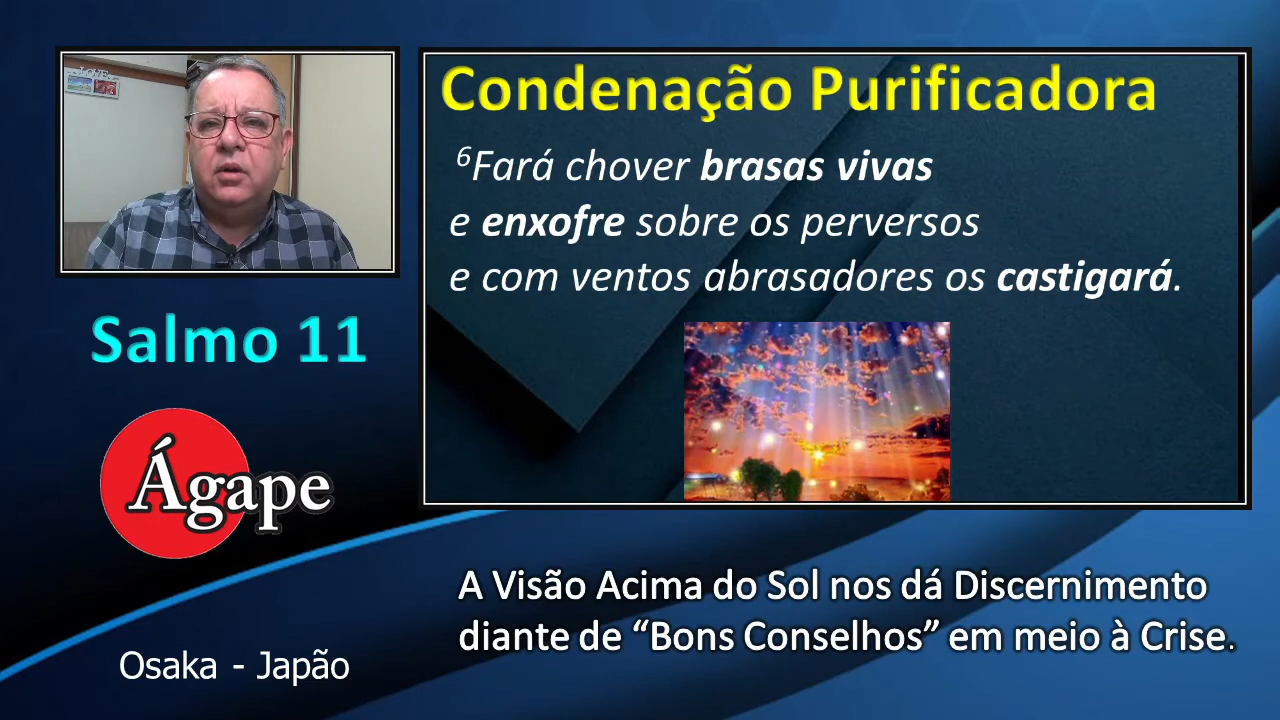 LOVE
Condenação Purificadora
⁶Fará chover brasas vivas
e enxofre sobre os perversos
e com ventos abrasadores os castigará.
Salmo 11
Ágape
A Visão Acima do Sol nos dá Discernimento
diante de “Bons Conselhos” em meio à Crise.
Osaka - Japão